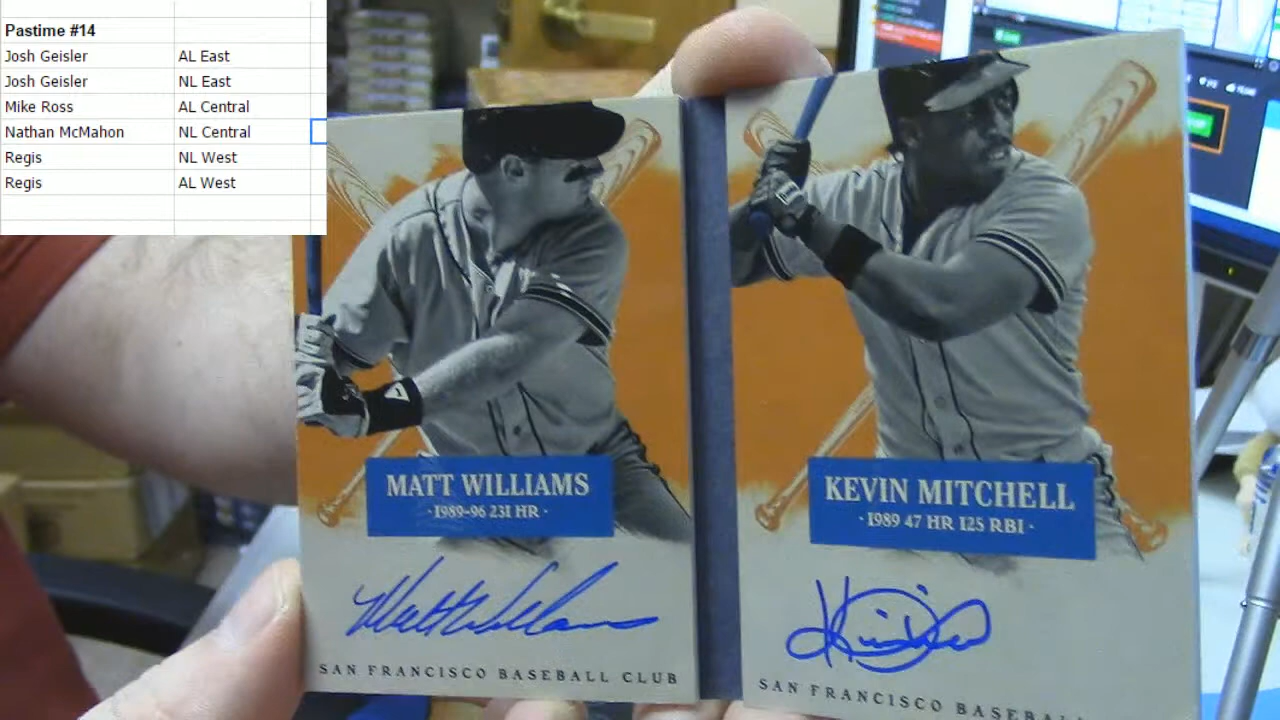 Pastime #14
Josh Geisler AL East
Josh Geisler NL East
Mike Ross AL Central
Nathan McMahon NL Central
Regis NL West
Regis AL West
MATT WILLIAMS
·1989-96 231 HR·
Matt Williams
SAN FRANCISCO BASEBALL CLUB
KEVIN MITCHELL
·1989 47 HR 125 RBI·
SAN FRANCISCO